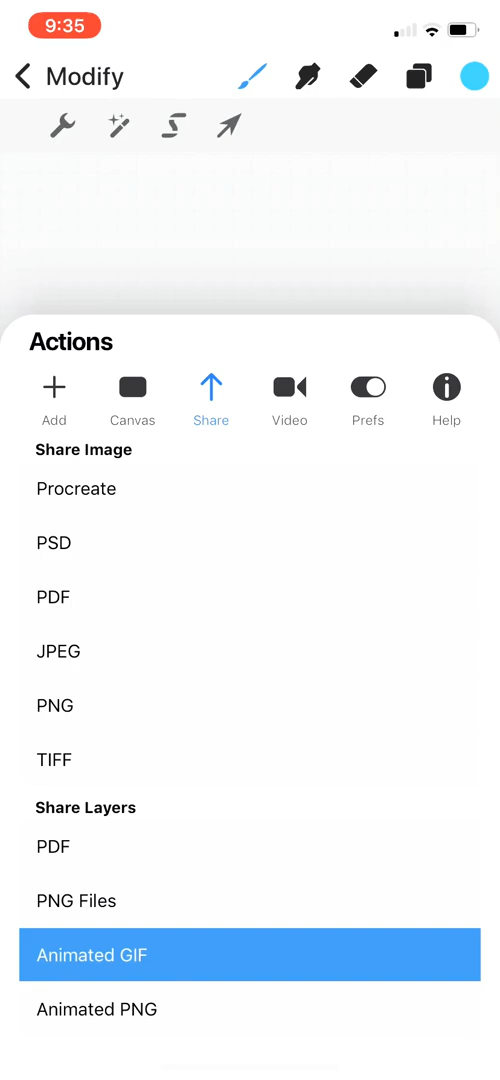 9:35
Modify
Actions
Add Canvas Share Video Prefs Help
Share Image
Procreate
PSD
PDF
JPEG
PNG
TIFF
Share Layers
PDF
PNG Files
Animated GIF
Animated PNG